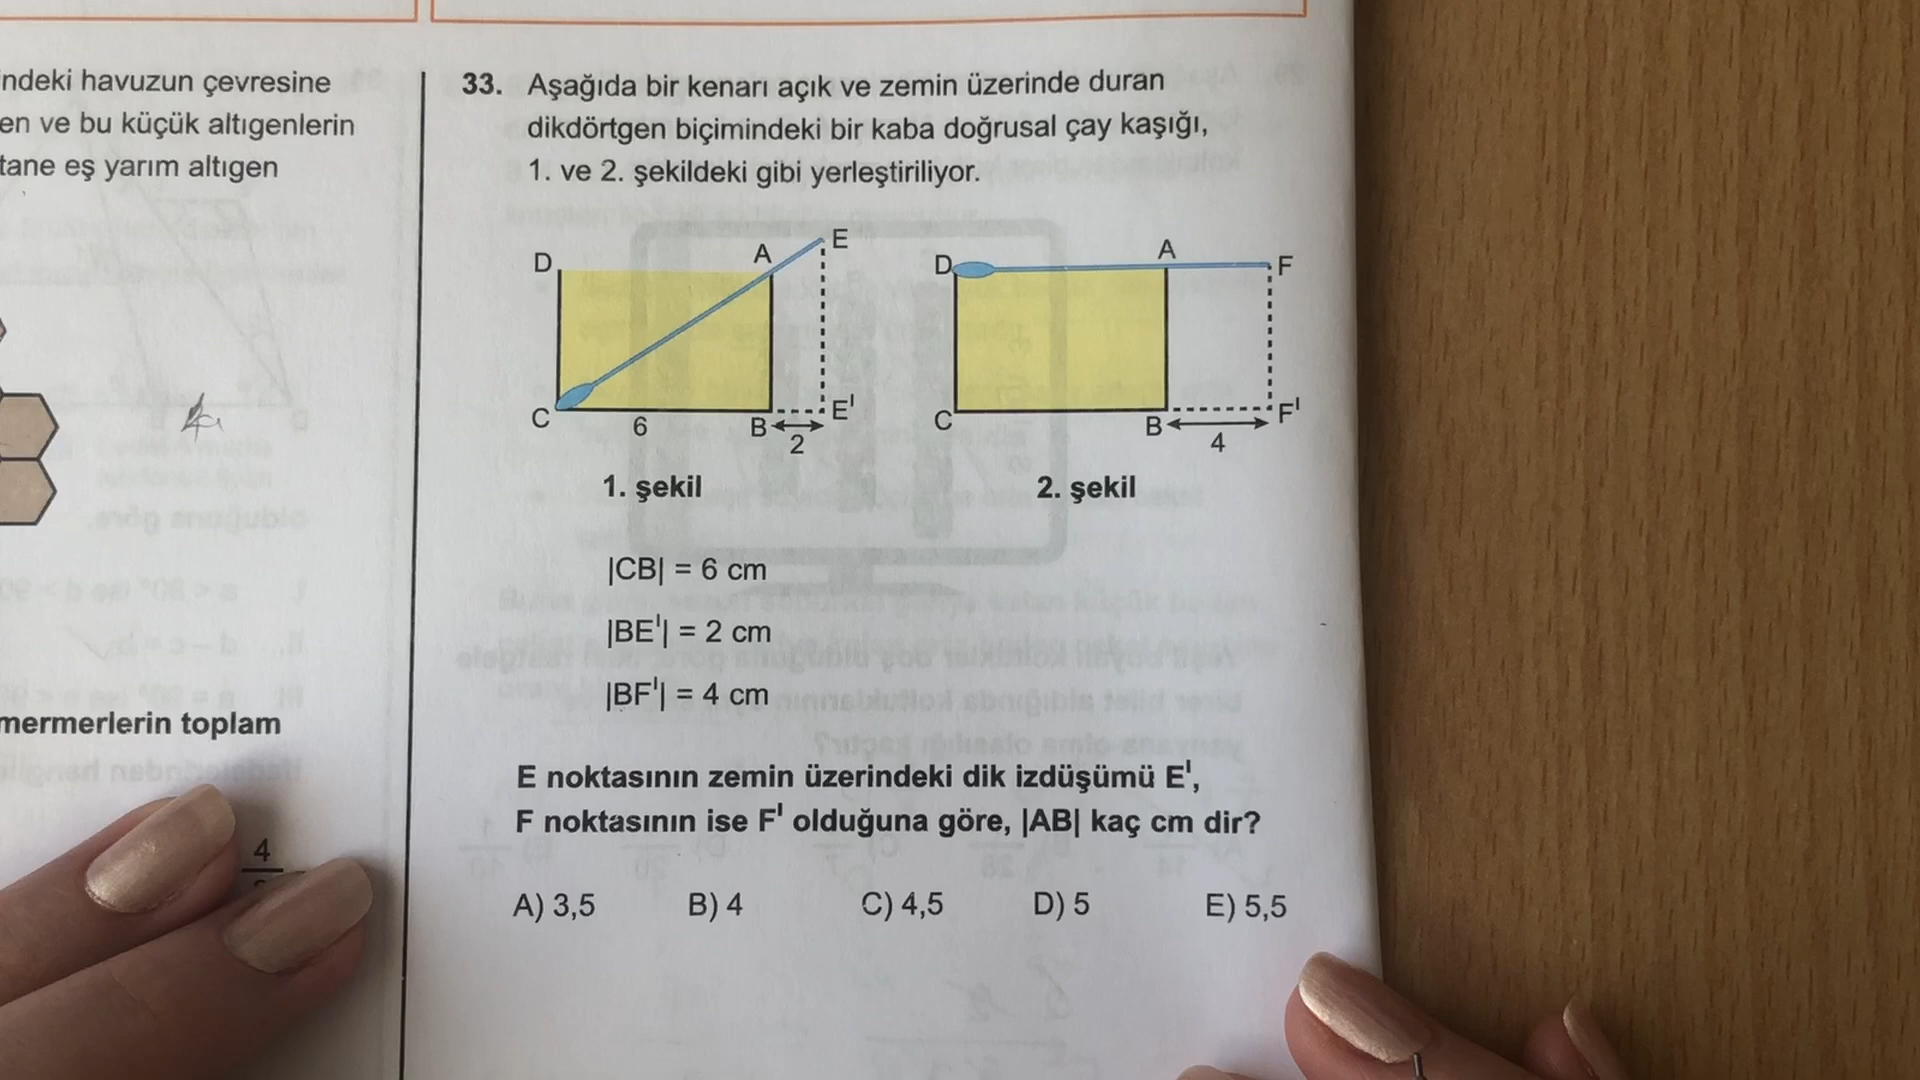 ndeki havuzun çevresine
en ve bu küçük altıgenlerin
tane eş yarım altıgen
mermerlerin toplam
4
33. Aşağıda bir kenarı açık ve zemin üzerinde duran
dikdörtgen biçimindeki bir kaba doğrusal çay kaşığı,
1. ve 2. şekildeki gibi yerleştiriliyor.
D A E
C 6 B E'
2
1. şekil
D A F
C B F'
4
2. şekil
|CB| = 6 cm
|BE'| = 2 cm
|BF'| = 4 cm
E noktasının zemin üzerindeki dik izdüşümü E',
F noktasının ise F' olduğuna göre, |AB| kaç cm dir?
A) 3,5 B) 4 C) 4,5 D) 5 E) 5,5